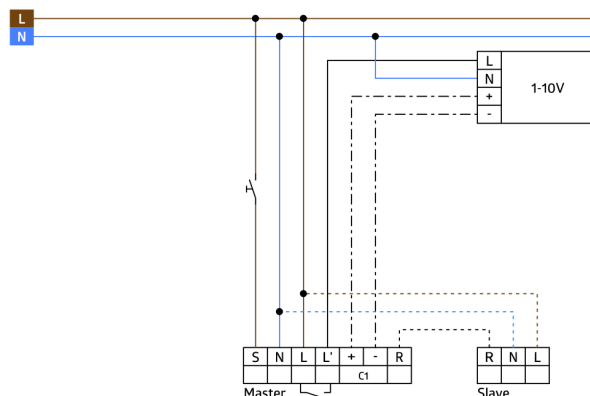 L
N
L
N
+
-
1-10V
S N L L' + - R
C1
R N L
Master
Slave